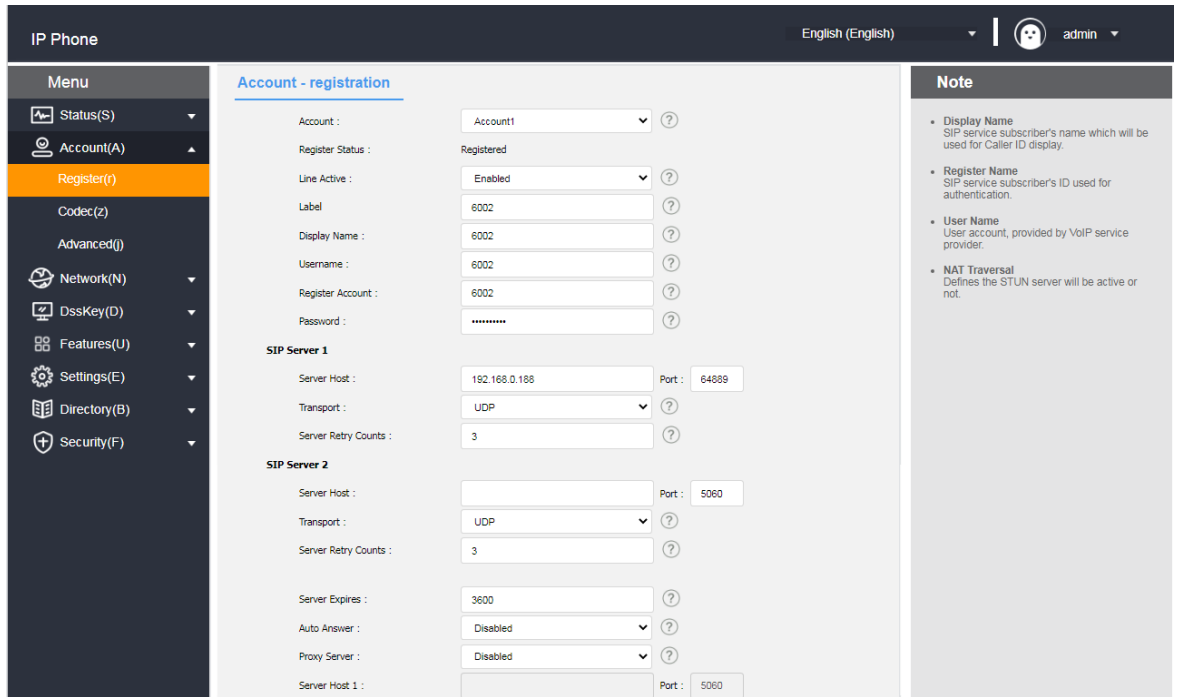 IP Phone
English (English)
admin
Menu
Status(S)
Account(A)
Register(r)
Codec(z)
Advanced(j)
Network(N)
DssKey(D)
Features(U)
Settings(E)
Directory(B)
Security(F)
Account - registration
Account : Account1 ?
Register Status : Registered
Line Active : Enabled ?
Label 6002 ?
Display Name : 6002 ?
Username : 6002 ?
Register Account : 6002 ?
Password : •••••••••• ?
SIP Server 1
Server Host : 192.168.0.188 Port : 64889
Transport : UDP ?
Server Retry Counts : 3 ?
SIP Server 2
Server Host : Port : 5060
Transport : UDP ?
Server Retry Counts : 3 ?
Server Expires : 3600 ?
Auto Answer : Disabled ?
Proxy Server : Disabled ?
Server Host 1 : Port : 5060
Note
• Display Name
SIP service subscriber's name which will be
used for Caller ID display.
• Register Name
SIP service subscriber's ID used for
authentication.
• User Name
User account, provided by VoIP service
provider.
• NAT Traversal
Defines the STUN server will be active or
not.